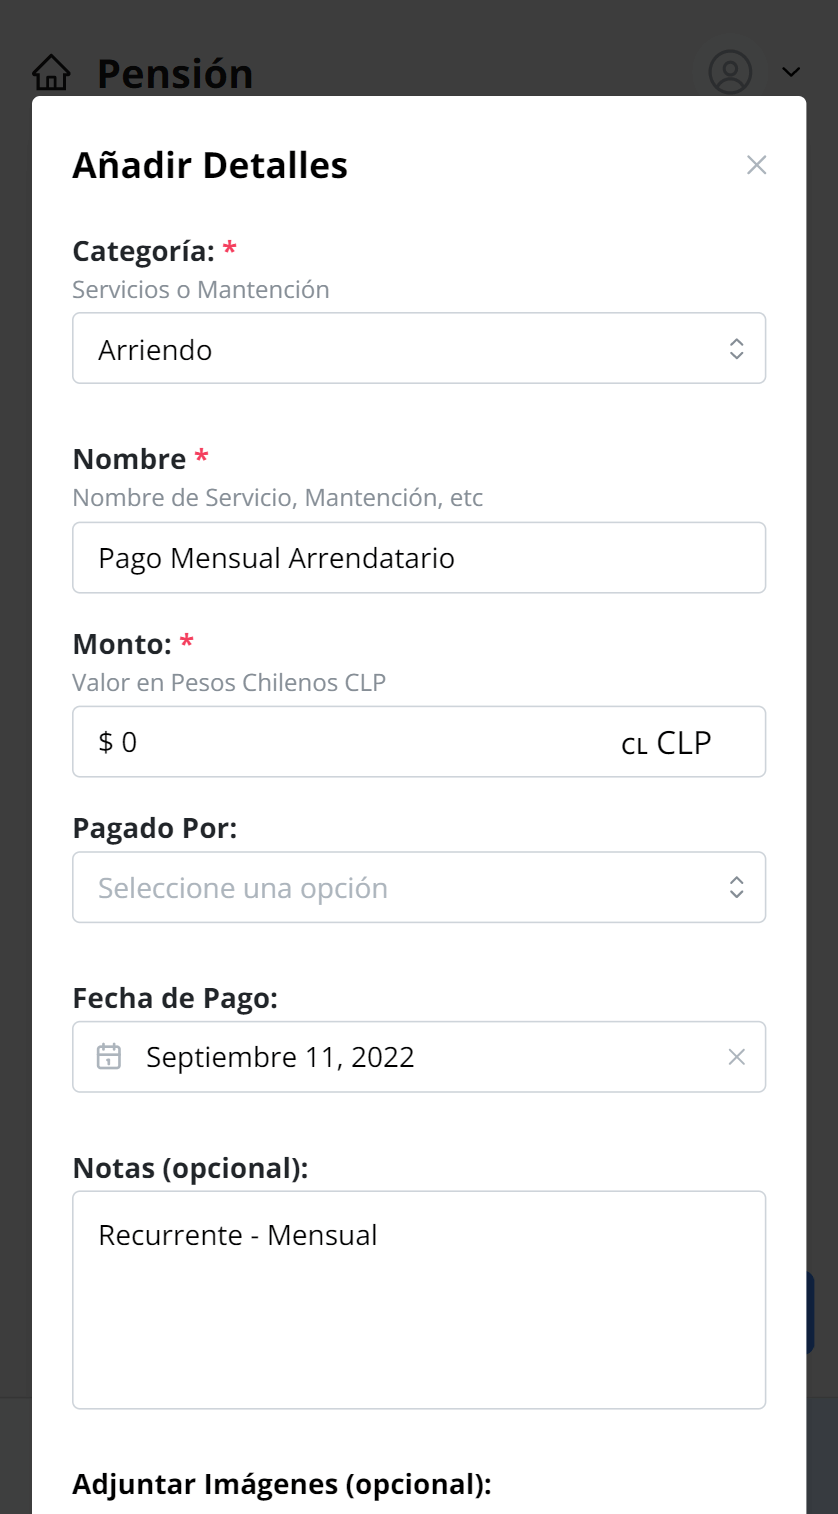 Pensión
Añadir Detalles
Categoría: *
Servicios o Mantención
Arriendo
Nombre *
Nombre de Servicio, Mantención, etc
Pago Mensual Arrendatario
Monto: *
Valor en Pesos Chilenos CLP
$ 0 CL CLP
Pagado Por:
Seleccione una opción
Fecha de Pago:
Septiembre 11, 2022
Notas (opcional):
Recurrente - Mensual
Adjuntar Imágenes (opcional):